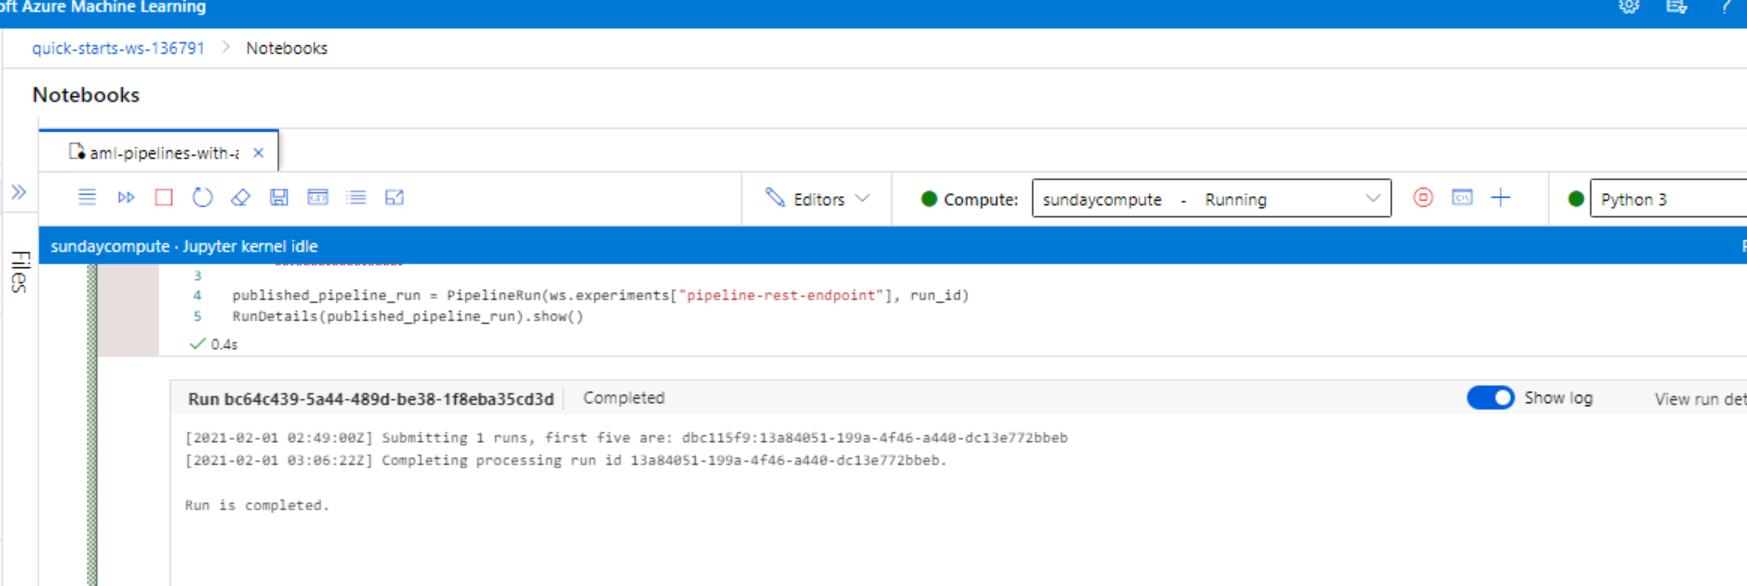 oft Azure Machine Learning
?
quick-starts-ws-136791 > Notebooks
Notebooks
aml-pipelines-with-a ×
Editors
Compute: sundaycompute - Running
Python 3
sundaycompute · Jupyter kernel idle
Files
3
4 published_pipeline_run = PipelineRun(ws.experiments["pipeline-rest-endpoint"], run_id)
5 RunDetails(published_pipeline_run).show()
0.4s
Run bc64c439-5a44-489d-be38-1f8eba35cd3d Completed
Show log
View run det
[2021-02-01 02:49:00Z] Submitting 1 runs, first five are: dbc115f9:13a84051-199a-4f46-a440-dc13e772bbeb
[2021-02-01 03:06:22Z] Completing processing run id 13a84051-199a-4f46-a440-dc13e772bbeb.
Run is completed.